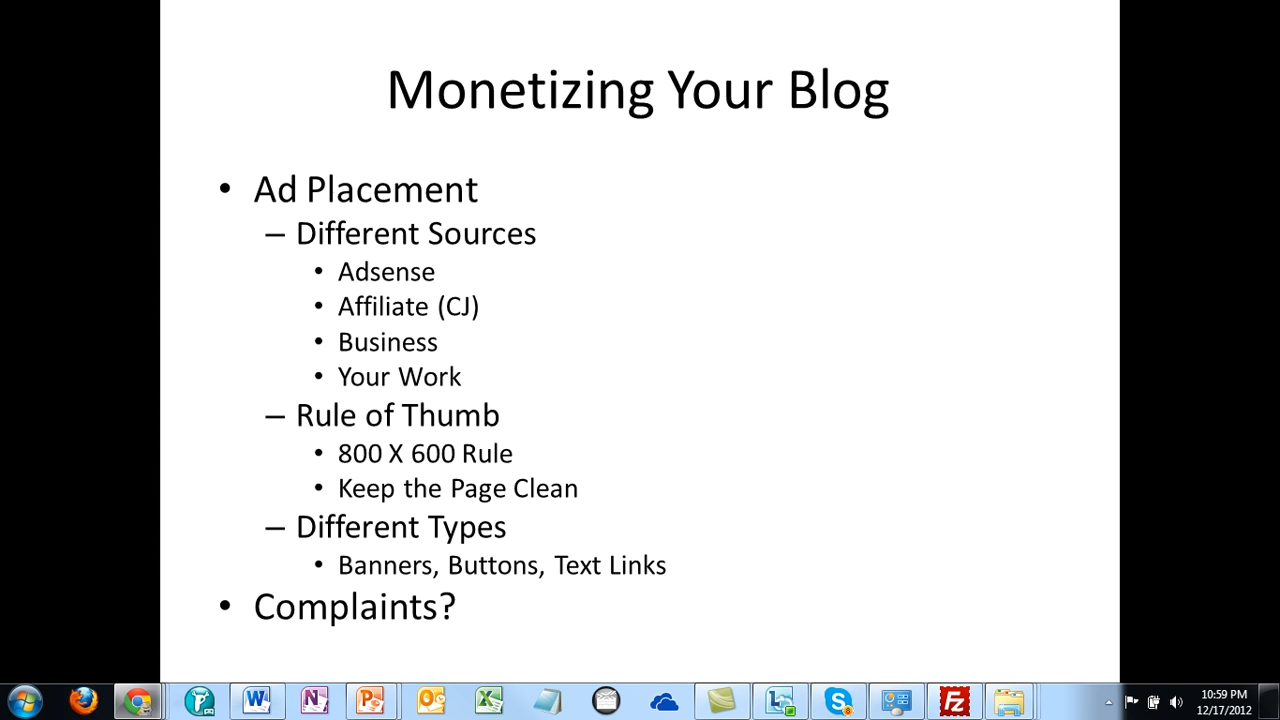 Monetizing Your Blog
• Ad Placement
– Different Sources
• Adsense
• Affiliate (CJ)
• Business
• Your Work
– Rule of Thumb
• 800 X 600 Rule
• Keep the Page Clean
– Different Types
• Banners, Buttons, Text Links
• Complaints?
10:59 PM
12/17/2012